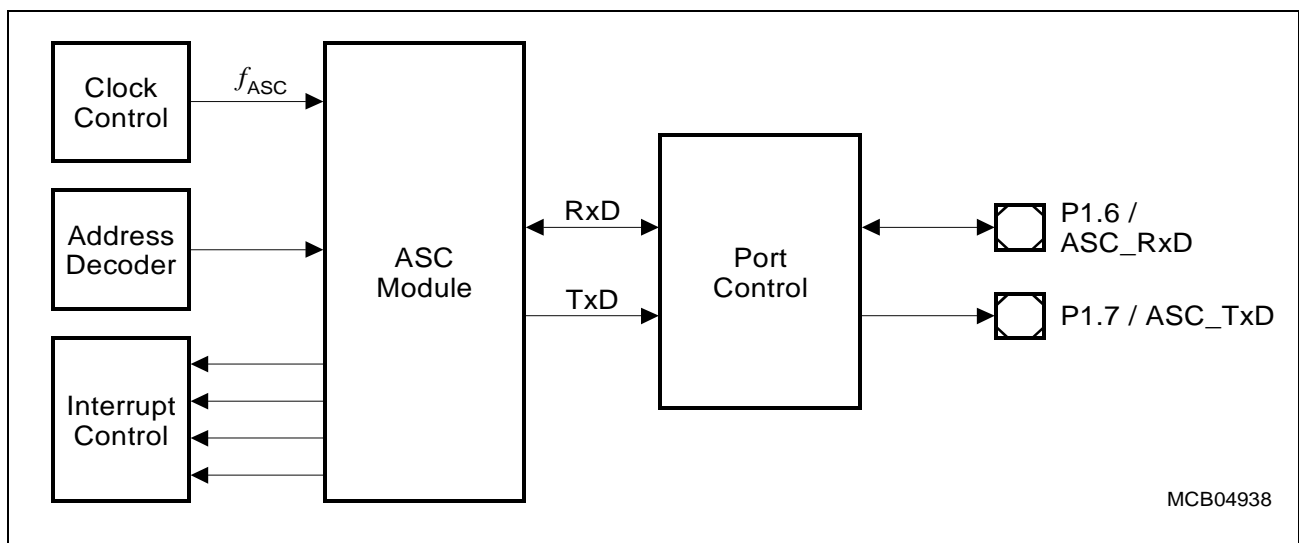 Clock
Control
f_ASC
Address
Decoder
Interrupt
Control
ASC
Module
RxD
TxD
Port
Control
P1.6 /
ASC_RxD
P1.7 / ASC_TxD
MCB04938